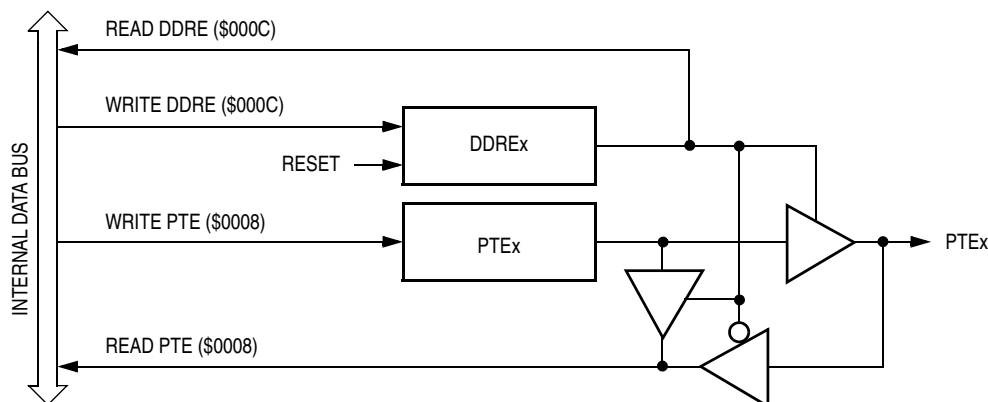 READ DDRE ($000C)
WRITE DDRE ($000C)
DDREx
RESET
INTERNAL DATA BUS
WRITE PTE ($0008)
PTEx
PTEx
READ PTE ($0008)